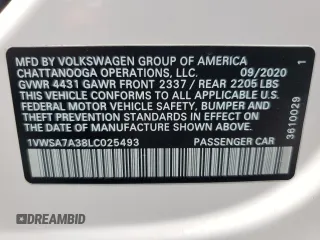 MFD BY VOLKSWAGEN GROUP OF AMERICA
CHATTANOOGA OPERATIONS, LLC. 09/2020 1
GVWR 4431 GAWR FRONT 2337 / REAR 2205 LBS
THIS VEHICLE CONFORMS TO ALL APPLICABLE U.S.
FEDERAL MOTOR VEHICLE SAFETY, BUMPER AND
THEFT PREVENTION STANDARDS IN EFFECT ON
THE DATE OF MANUFACTURE SHOWN ABOVE
1VWSA7A38LC025493 PASSENGER CAR
3610029